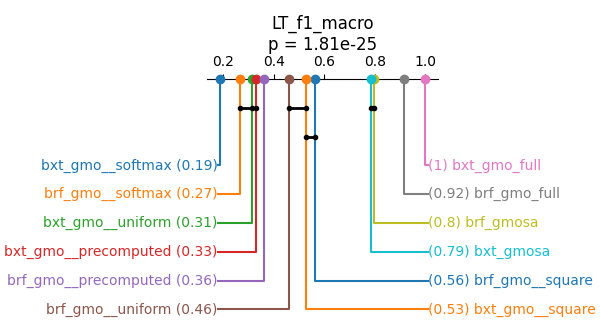 LT_f1_macro
p = 1.81e-25
0.2 0.4 0.6 0.8 1.0
bxt_gmo__softmax (0.19)
(1) bxt_gmo_full
brf_gmo__softmax (0.27)
(0.92) brf_gmo_full
bxt_gmo__uniform (0.31)
(0.8) brf_gmosa
bxt_gmo__precomputed (0.33)
(0.79) bxt_gmosa
brf_gmo__precomputed (0.36)
(0.56) brf_gmo__square
brf_gmo__uniform (0.46)
(0.53) bxt_gmo__square